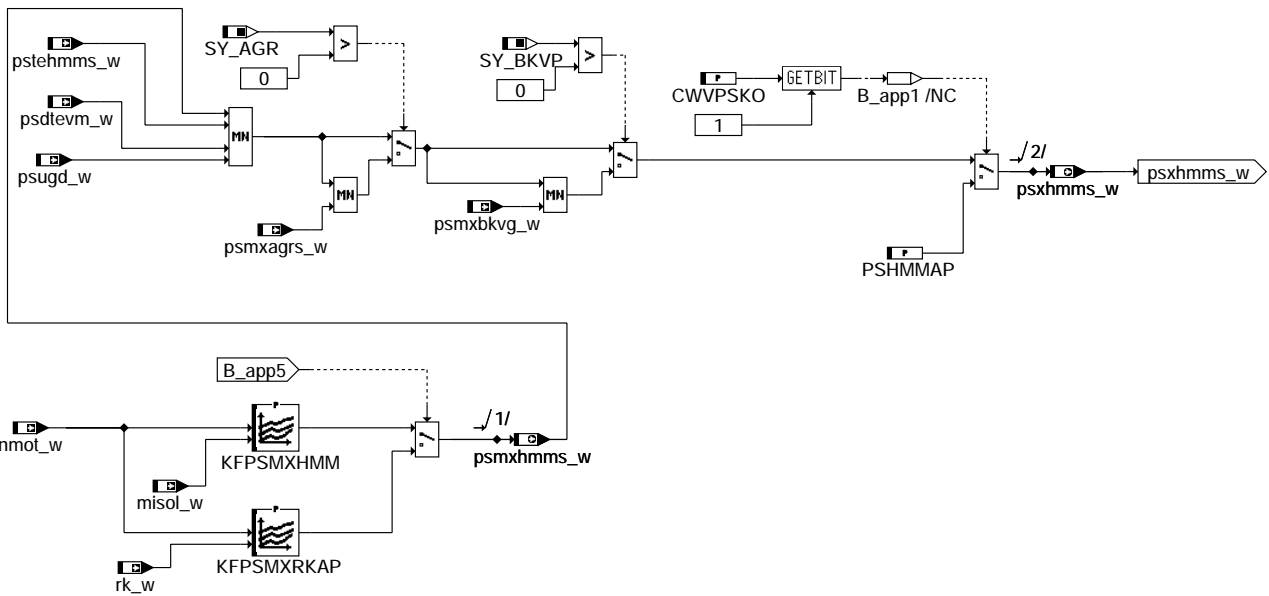 pstehmms_w
psdtevm_w
psugd_w
MN
SY_AGR
0
>
MN
psmxagrs_w
SY_BKVP
0
>
MN
psmxbkvg_w
P
CWVPSKO
GETBIT
B_app1 /NC
1
/2/
psxhmms_w
psxhmms_w
P
PSHMMAP
B_app5
nmot_w
P
KFPSMXHMM
misol_w
/1/
psmxhmms_w
P
KFPSMXRKAP
rk_w